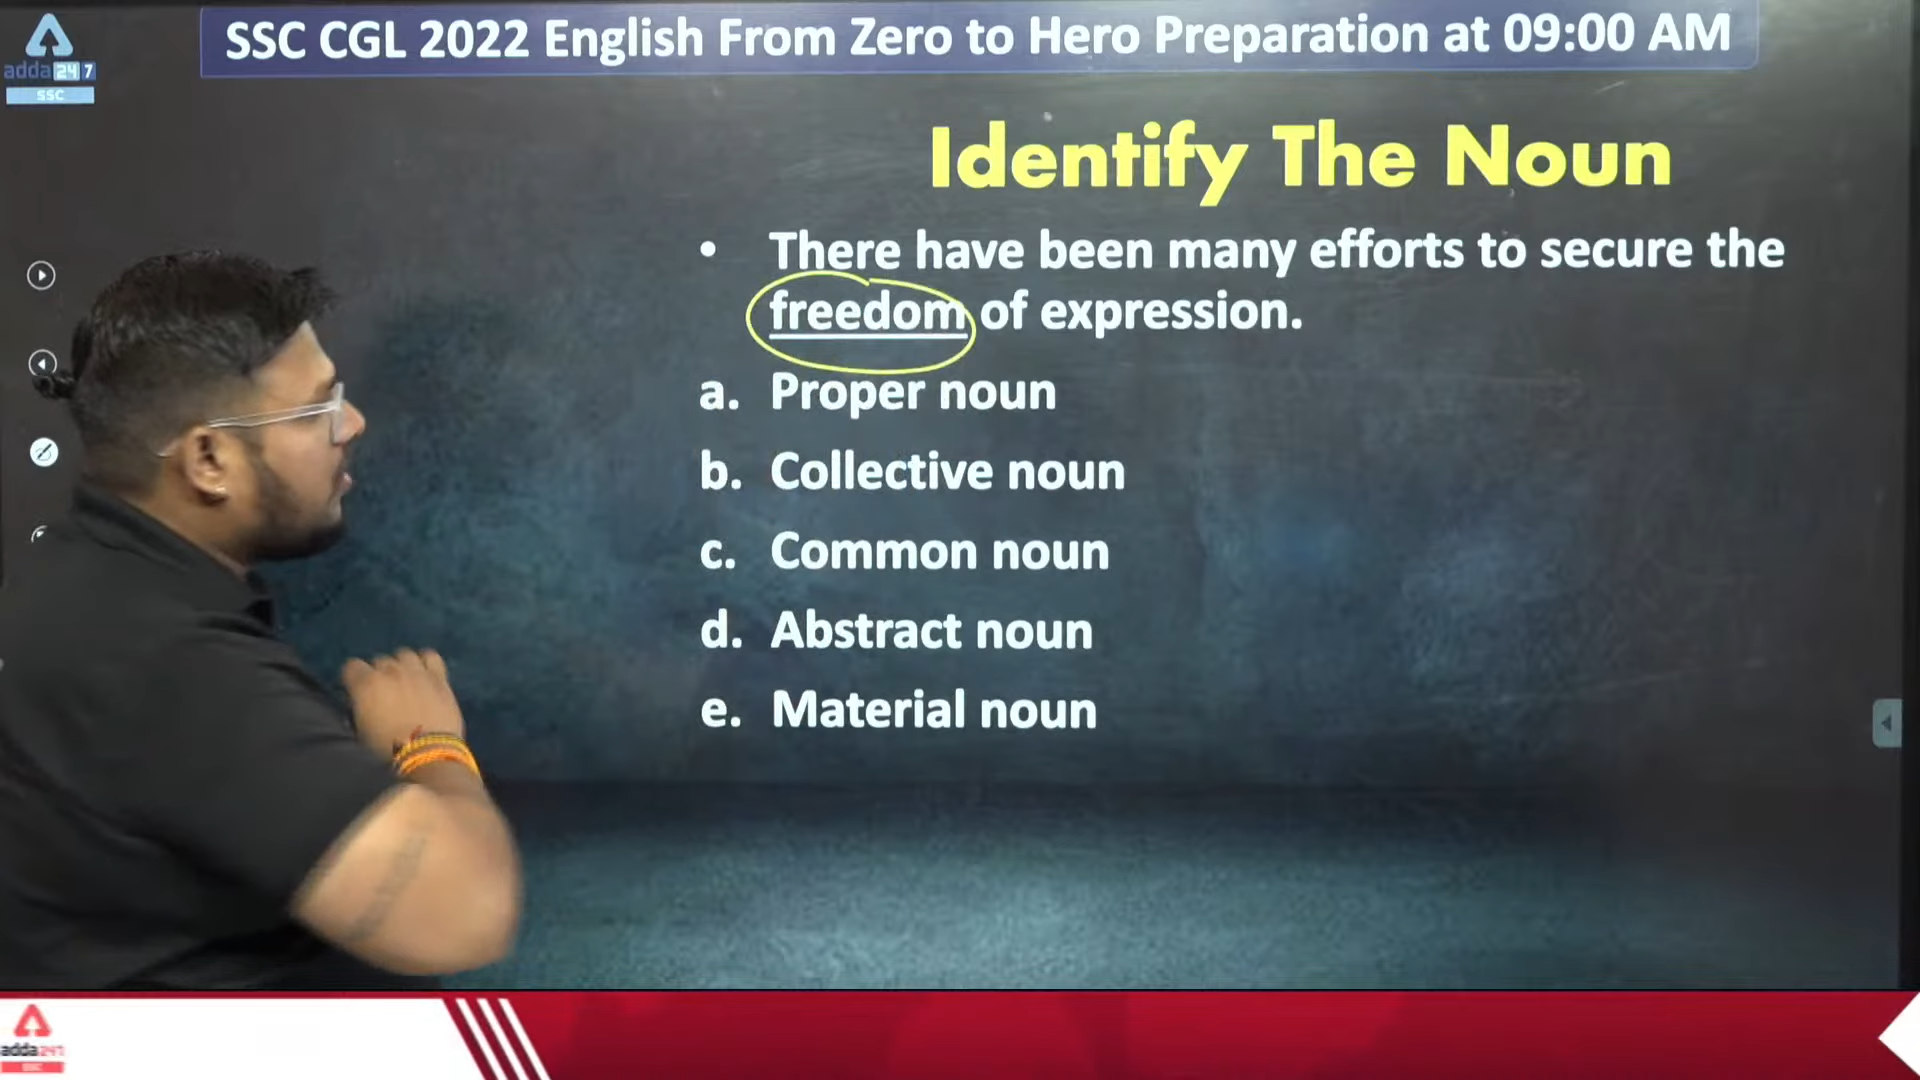 SSC CGL 2022 English From Zero to Hero Preparation at 09:00 AM
adda 24 7
SSC
Identify The Noun
• There have been many efforts to secure the
freedom of expression.
a. Proper noun
b. Collective noun
c. Common noun
d. Abstract noun
e. Material noun
adda247
SSC